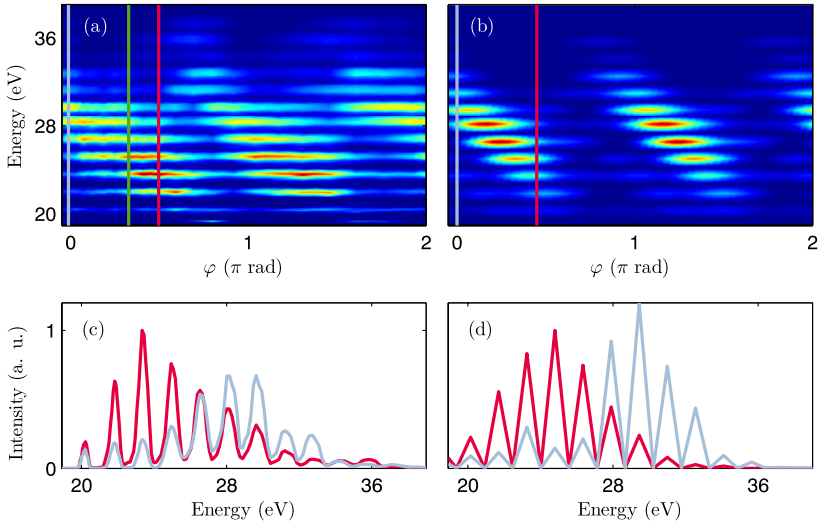 (a)
(b)
Energy (eV)
36
28
20
0 1 2
0 1 2
φ (π rad)
φ (π rad)
(c)
(d)
Intensity (a. u.)
1
0
20 28 36
20 28 36
Energy (eV)
Energy (eV)